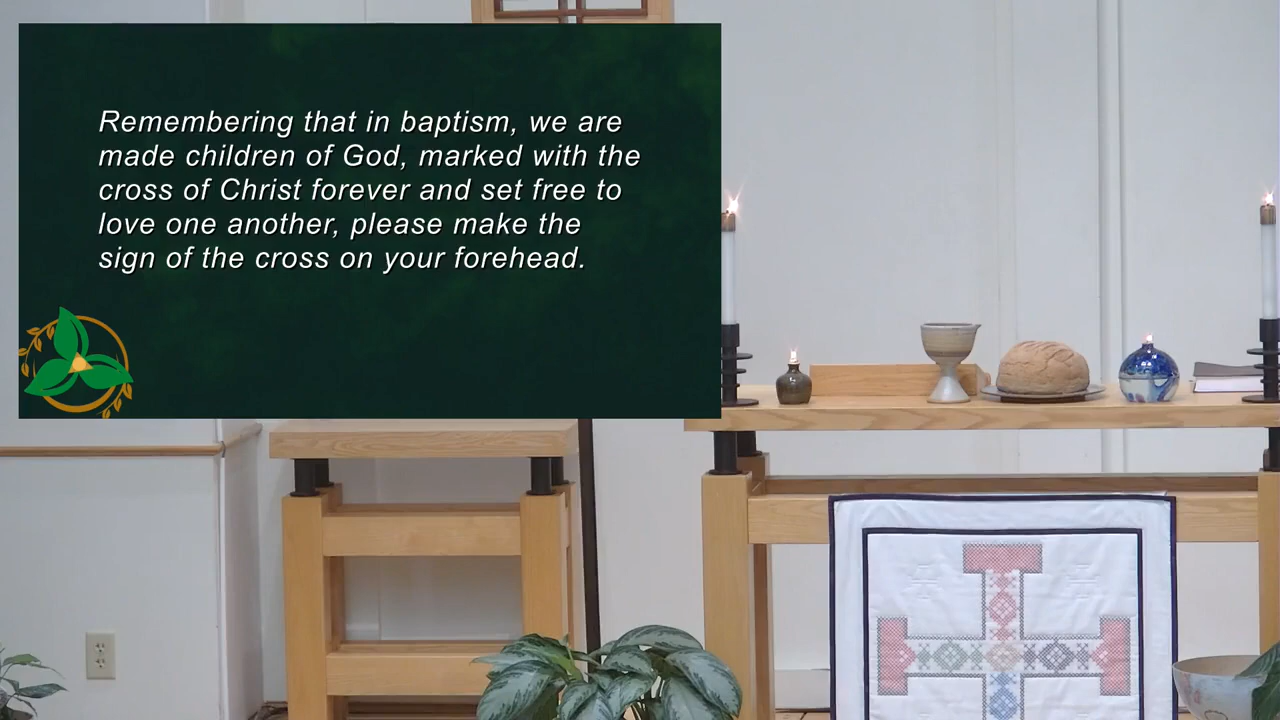 Remembering that in baptism, we are
made children of God, marked with the
cross of Christ forever and set free to
love one another, please make the
sign of the cross on your forehead.